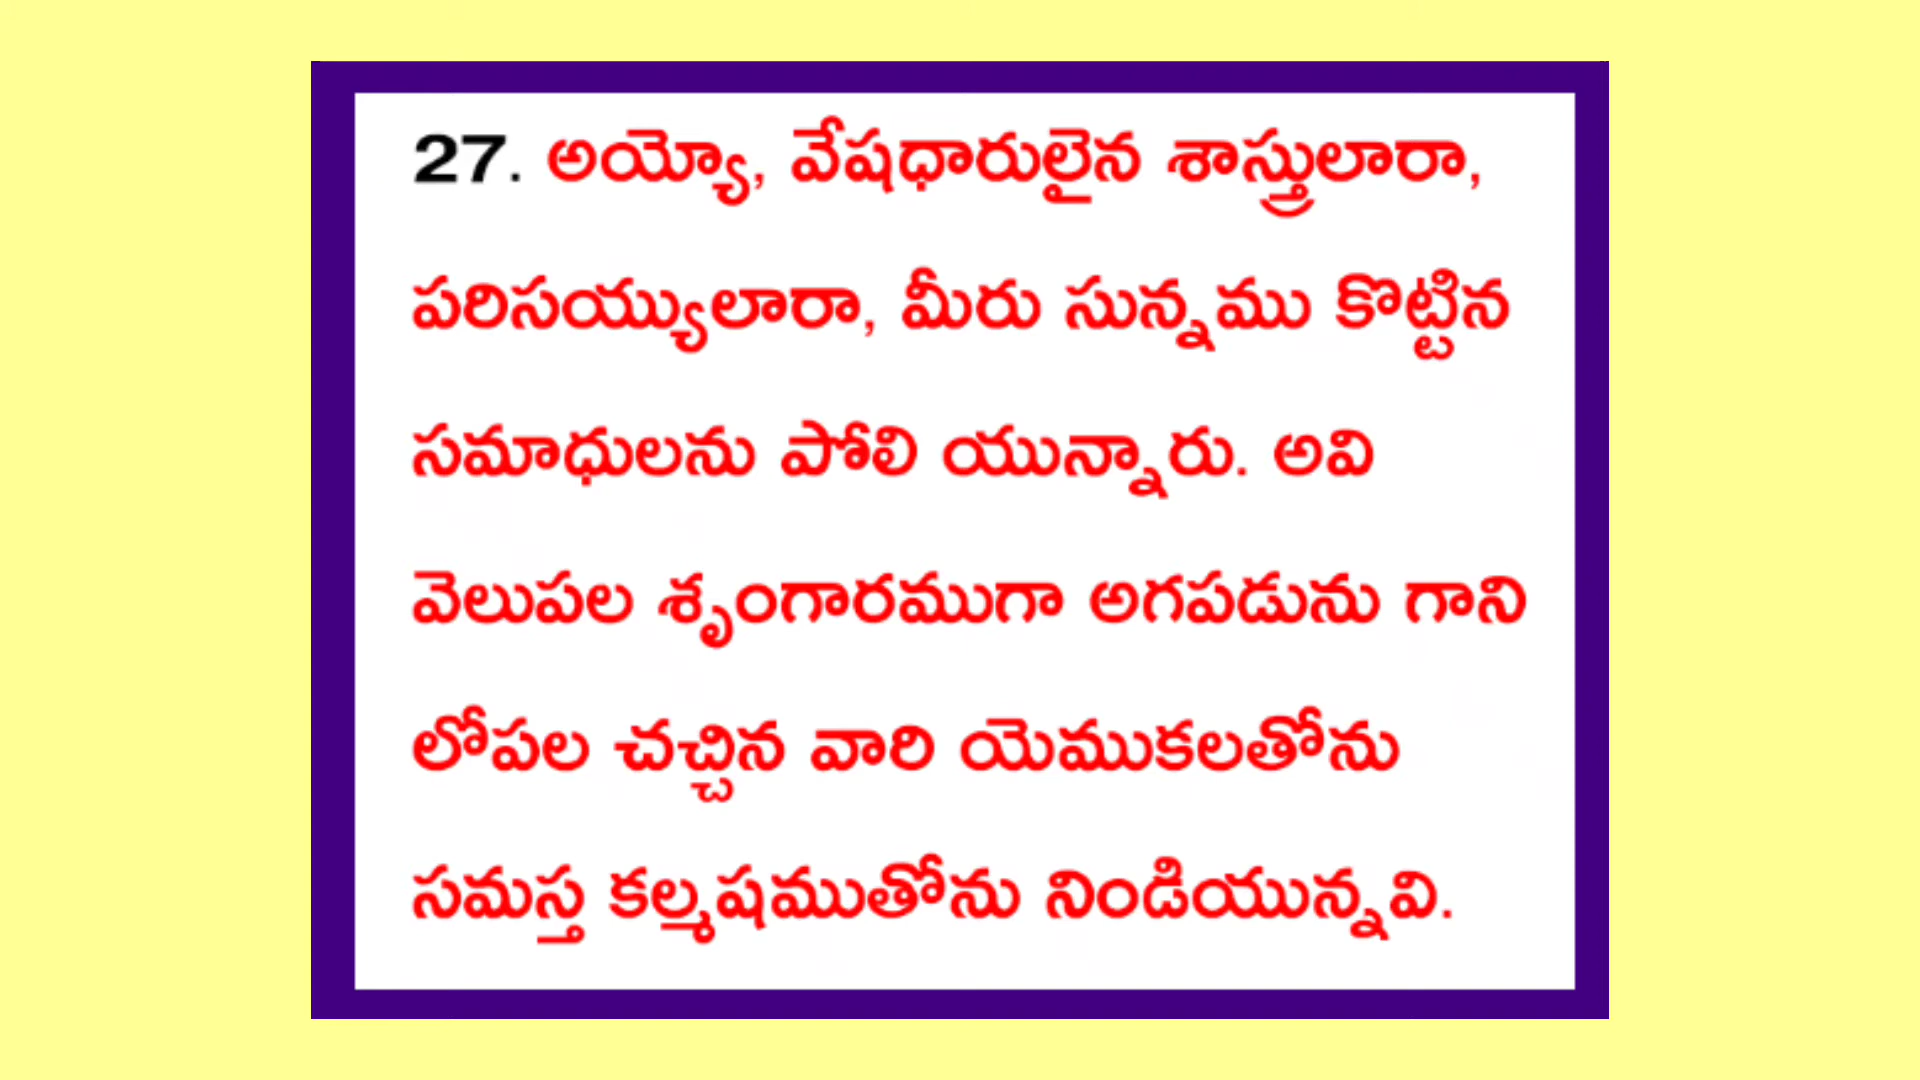 27. అయ్యో, వేషధారులైన శాస్త్రులారా,
పరిసయ్యులారా, మీరు సున్నము కొట్టిన
సమాధులను పోలి యున్నారు. అవి
వెలుపల శృంగారముగా అగపడును గాని
లోపల చచ్చిన వారి యెముకలతోను
సమస్త కల్మషముతోను నిండియున్నవి.